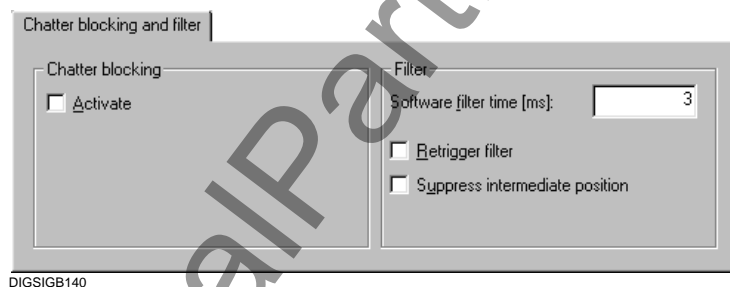 Chatter blocking and filter
Chatter blocking
Activate
Filter
Software filter time [ms]: 3
Retrigger filter
Suppress intermediate position
DIGSIGB140
alPart